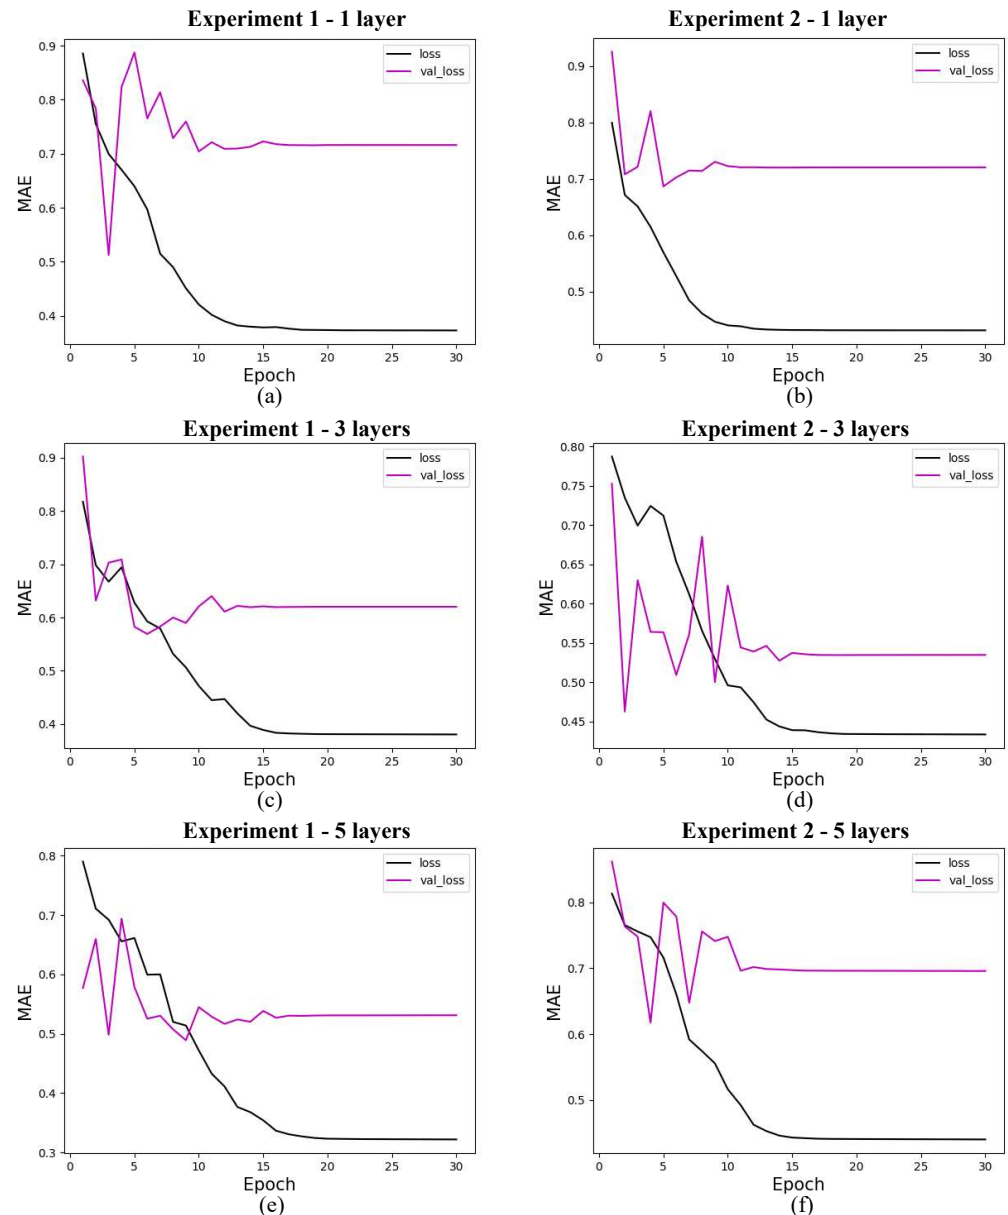 Experiment 1 - 1 layer
0.9
0.8
0.7
0.6
0.5
0.4
MAE
loss
val_loss
0 5 10 15 20 25 30
Epoch
(a)
Experiment 2 - 1 layer
0.9
0.8
0.7
0.6
0.5
MAE
loss
val_loss
0 5 10 15 20 25 30
Epoch
(b)
Experiment 1 - 3 layers
0.9
0.8
0.7
0.6
0.5
0.4
MAE
loss
val_loss
0 5 10 15 20 25 30
Epoch
(c)
Experiment 2 - 3 layers
0.80
0.75
0.70
0.65
0.60
0.55
0.50
0.45
MAE
loss
val_loss
0 5 10 15 20 25 30
Epoch
(d)
Experiment 1 - 5 layers
0.8
0.7
0.6
0.5
0.4
0.3
MAE
loss
val_loss
0 5 10 15 20 25 30
Epoch
(e)
Experiment 2 - 5 layers
0.8
0.7
0.6
0.5
MAE
loss
val_loss
0 5 10 15 20 25 30
Epoch
(f)